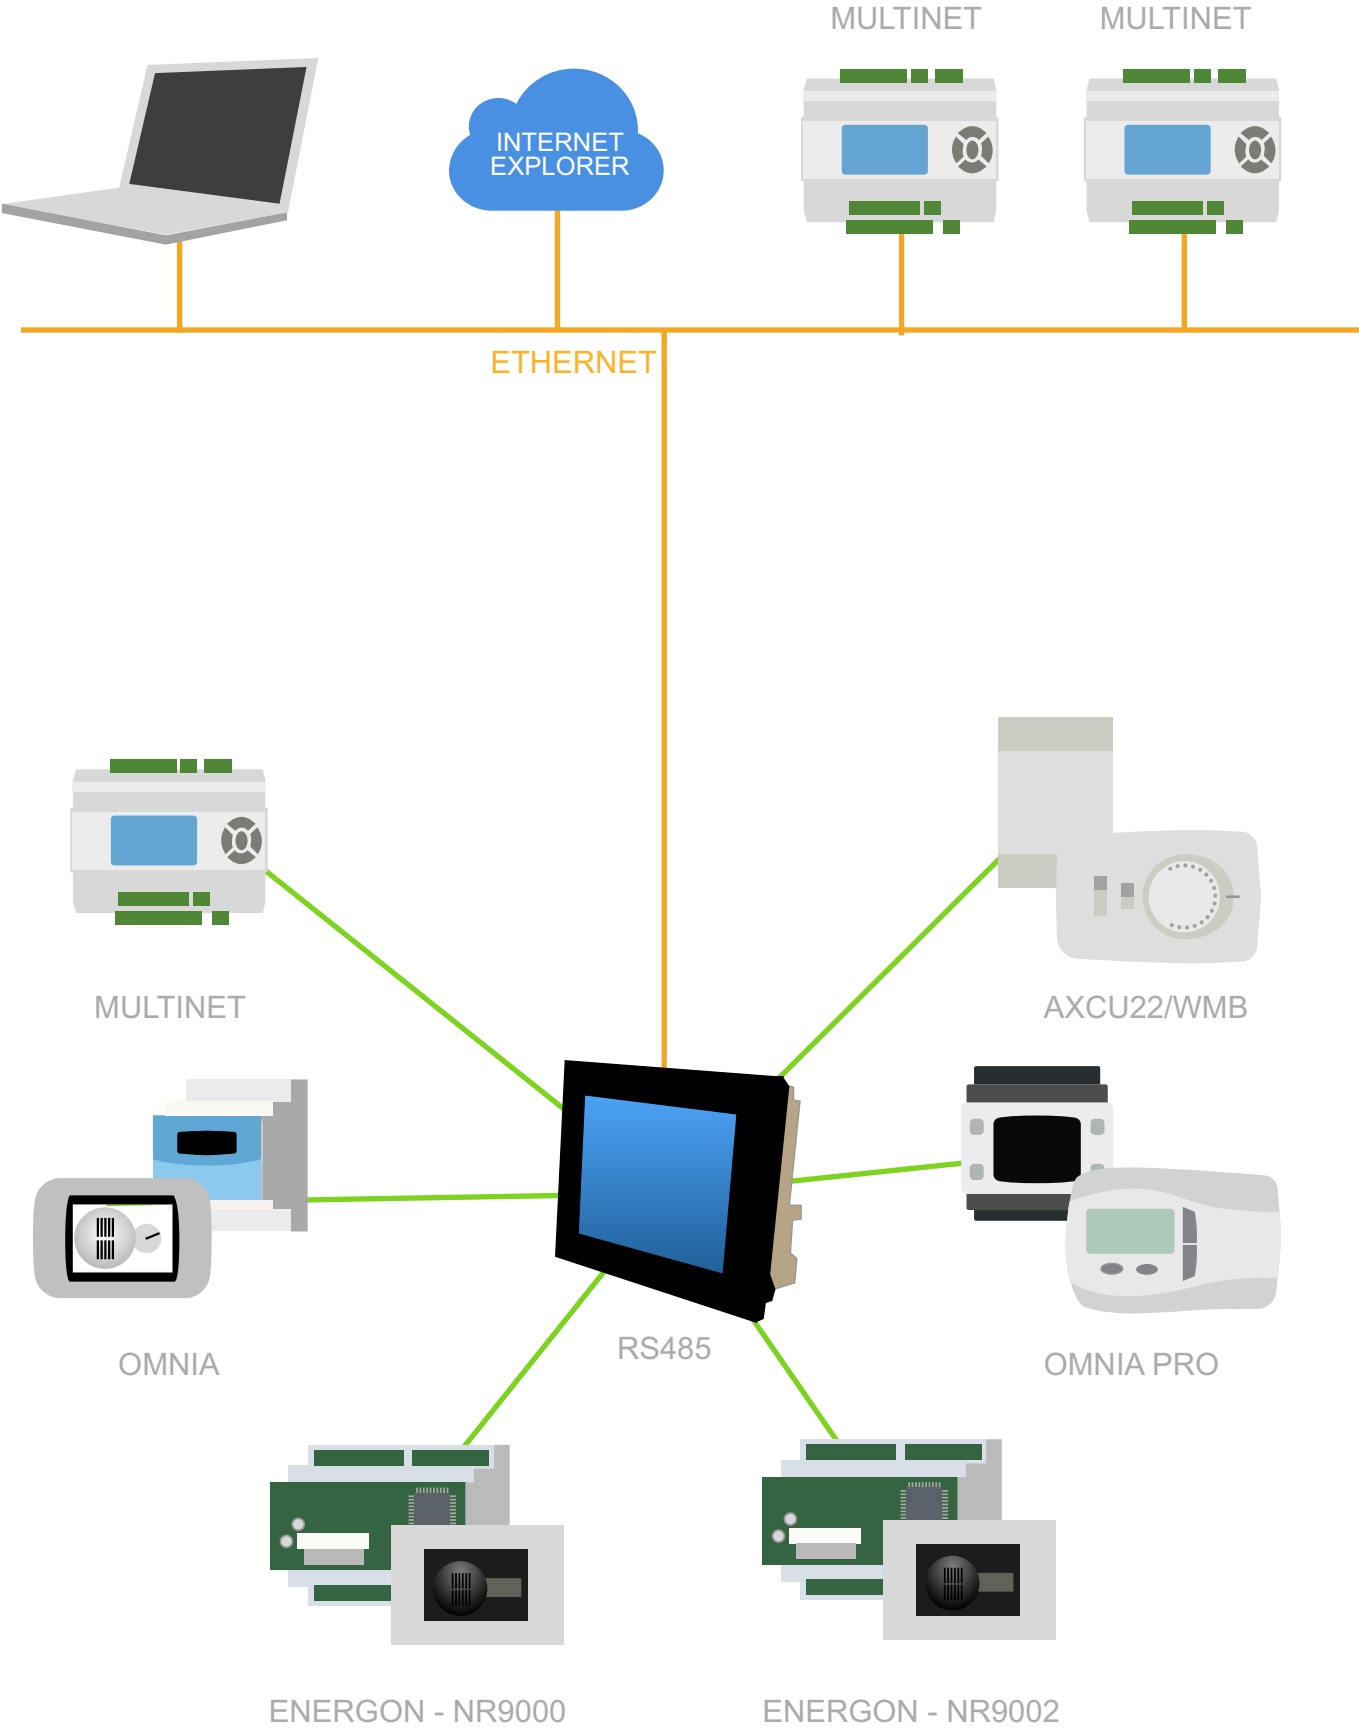 MULTINET
MULTINET
INTERNET
EXPLORER
ETHERNET
MULTINET
AXCU22/WMB
OMNIA
RS485
OMNIA PRO
ENERGON - NR9000
ENERGON - NR9002